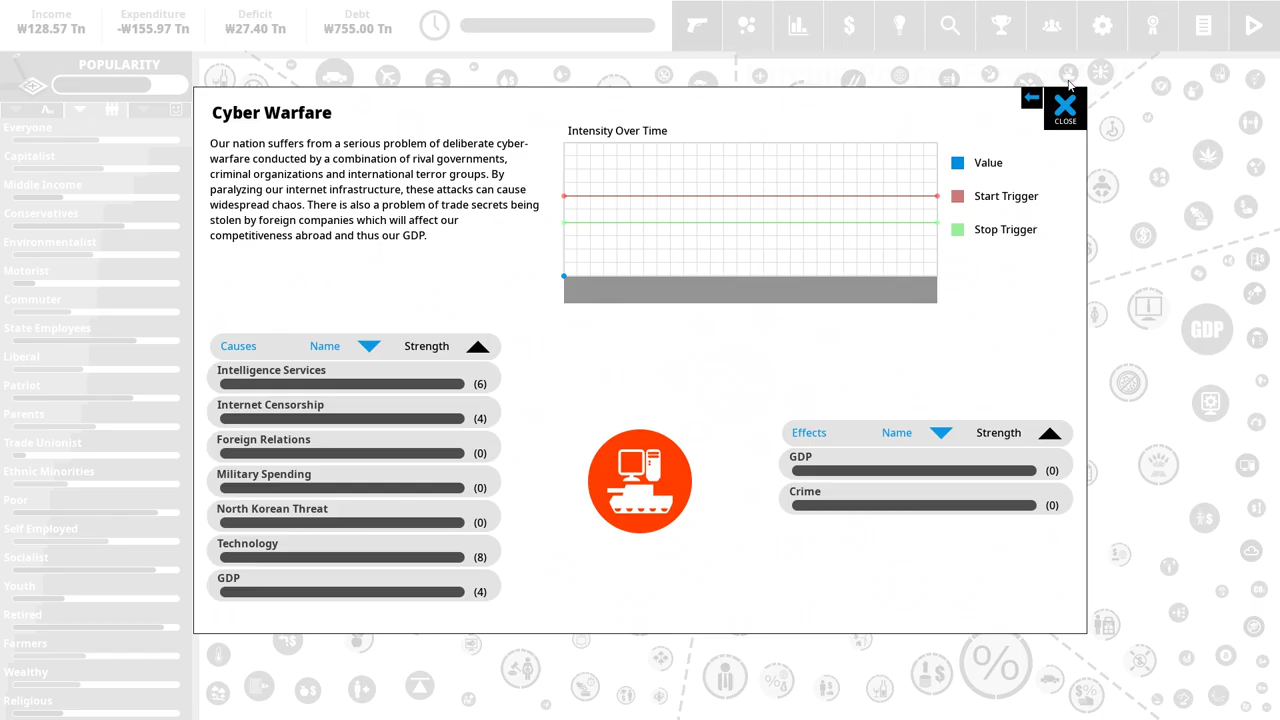 Income
₩128.57 Tn
Expenditure
-₩155.97 Tn
Deficit
₩27.40 Tn
Debt
₩755.00 Tn
POPULARITY
Everyone
Capitalist
Middle Income
Conservatives
Environmentalist
Motorist
Commuter
State Employees
Liberal
Patriot
Parents
Trade Unionist
Ethnic Minorities
Poor
Self Employed
Socialist
Youth
Retired
Farmers
Wealthy
Religious
Cyber Warfare
CLOSE
Our nation suffers from a serious problem of deliberate cyber-
warfare conducted by a combination of rival governments,
criminal organizations and international terror groups. By
paralyzing our internet infrastructure, these attacks can cause
widespread chaos. There is also a problem of trade secrets being
stolen by foreign companies which will affect our
competitiveness abroad and thus our GDP.
Intensity Over Time
Value
Start Trigger
Stop Trigger
Causes Name Strength
Intelligence Services
(6)
Internet Censorship
(4)
Foreign Relations
(0)
Military Spending
(0)
North Korean Threat
(0)
Technology
(8)
GDP
(4)
Effects Name Strength
GDP
(0)
Crime
(0)
GDP